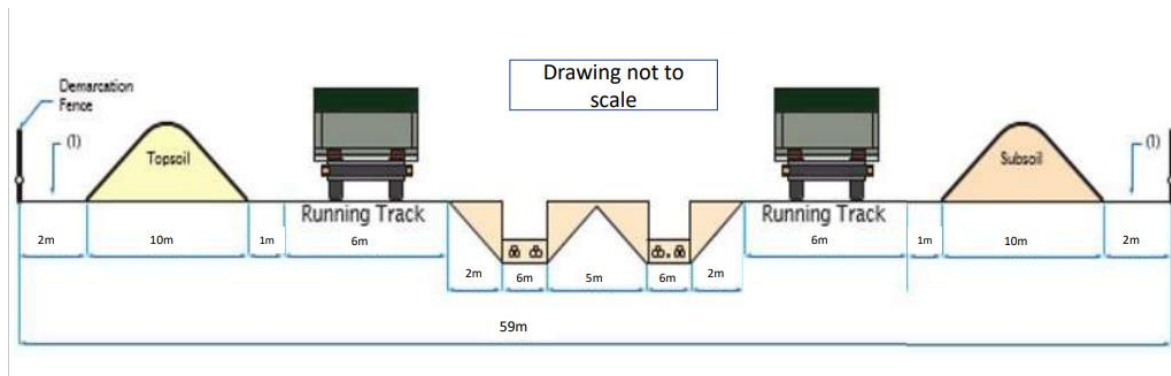 Drawing not to
scale
Demarcation
Fence
(1)
(1)
Topsoil
Subsoil
Running Track
Running Track
2m
10m
1m
6m
6m
1m
10m
2m
2m
6m
5m
6m
2m
59m